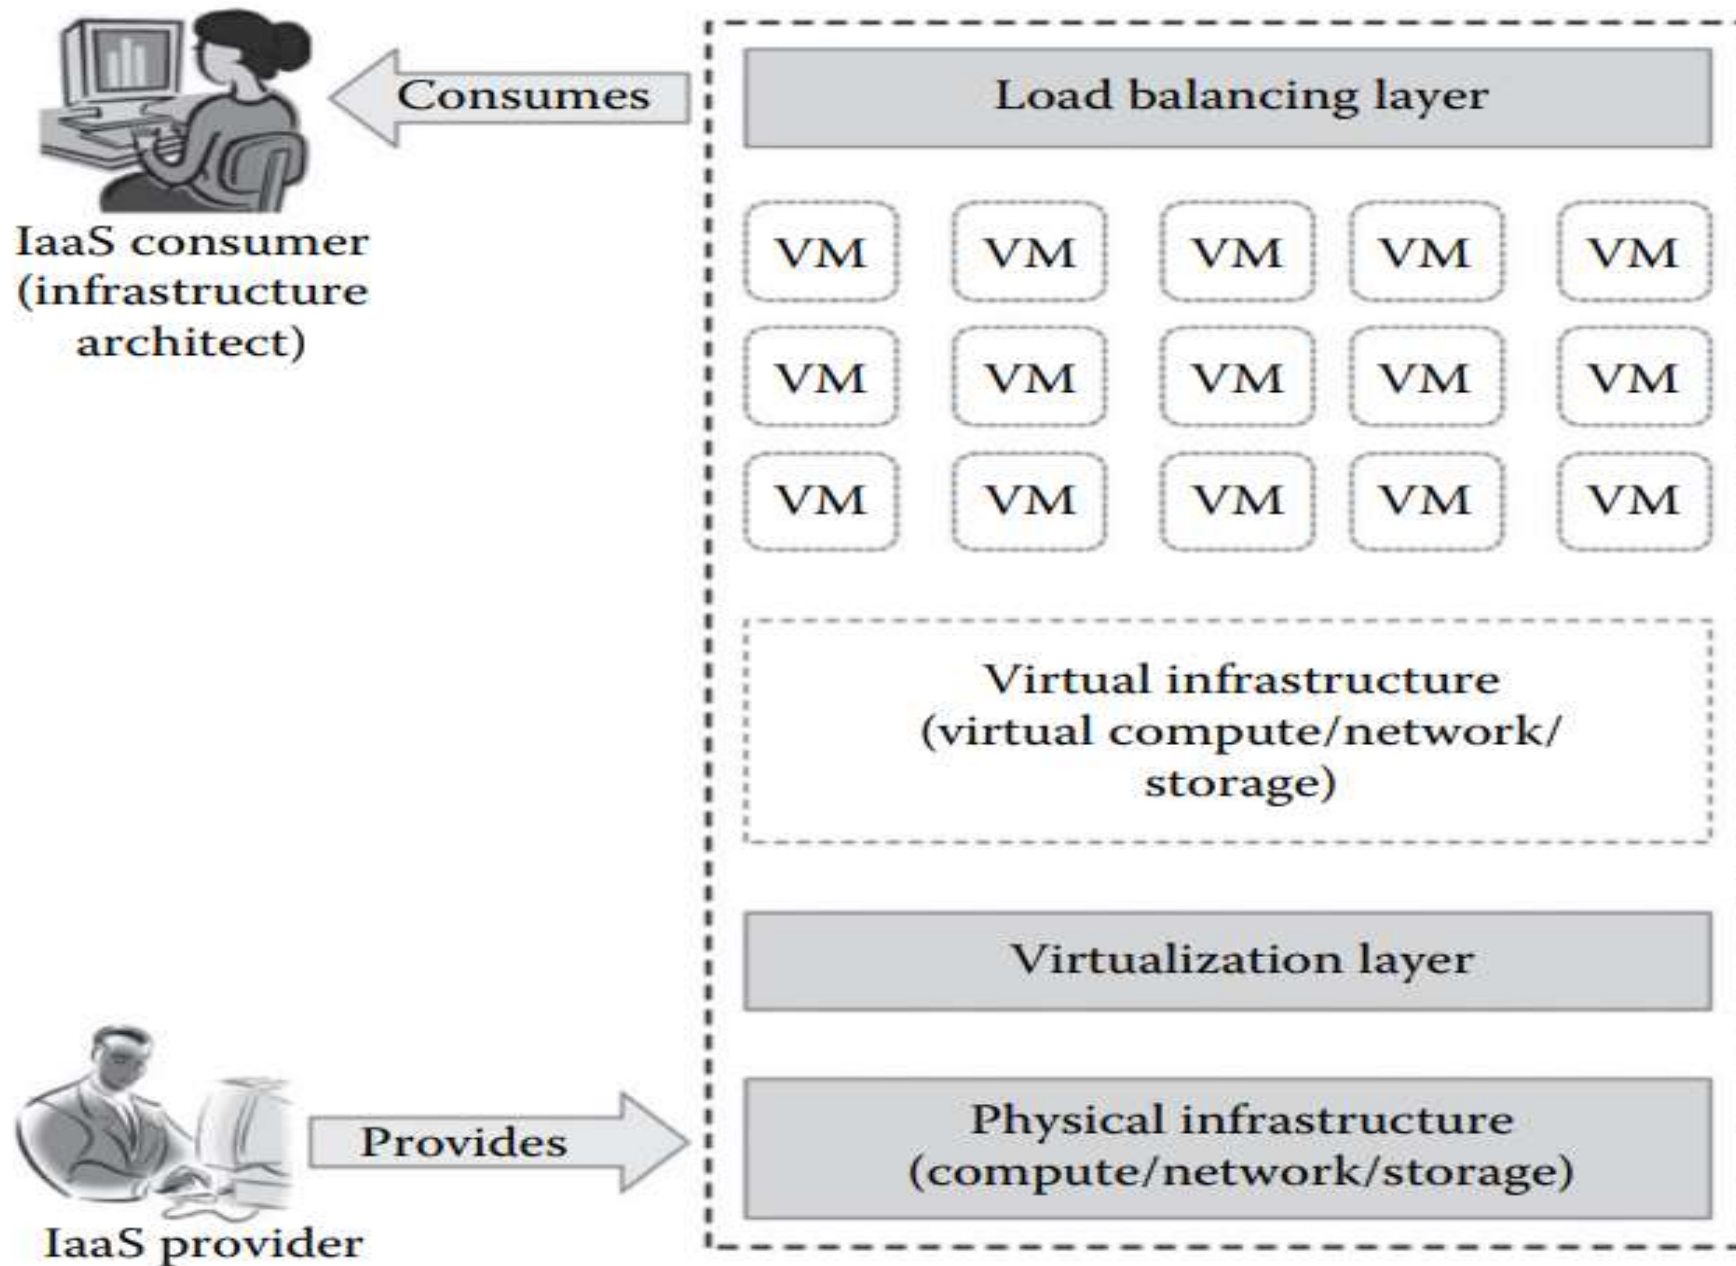 Consumes
Load balancing layer
IaaS consumer
(infrastructure
architect)
VM VM VM VM VM
VM VM VM VM VM
VM VM VM VM VM
Virtual infrastructure
(virtual compute/network/
storage)
Virtualization layer
Provides
Physical infrastructure
(compute/network/storage)
IaaS provider